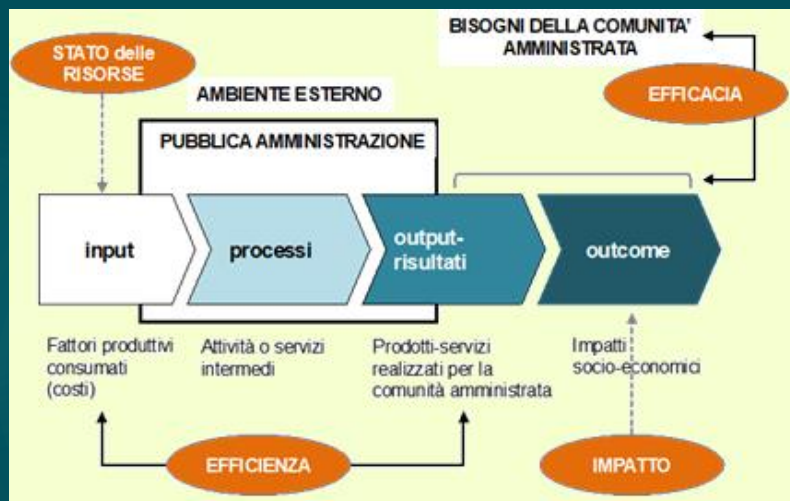 BISOGNI DELLA COMUNITA'
AMMINISTRATA
STATO delle
RISORSE
EFFICACIA
AMBIENTE ESTERNO
PUBBLICA AMMINISTRAZIONE
input
processi
output-
risultati
outcome
Fattori produttivi
consumati
(costi)
Attività o servizi
intermedi
Prodotti-servizi
realizzati per la
comunità amministrata
Impatti
socio-economici
EFFICIENZA
IMPATTO